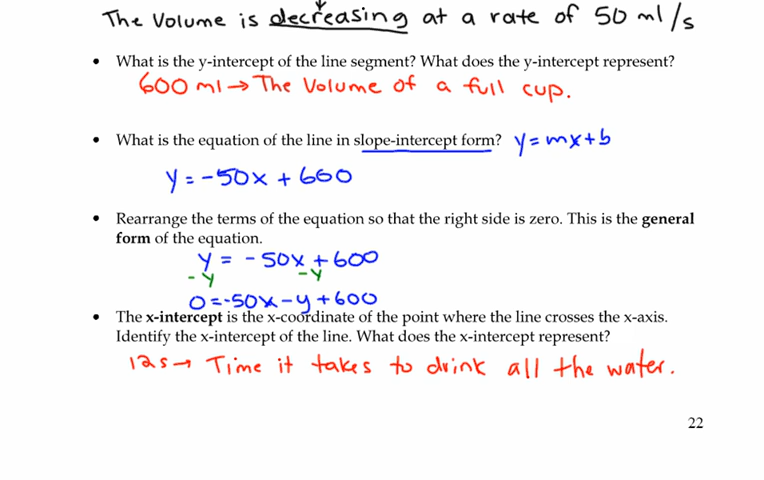 The Volume is decreasing at a rate of 50 ml/s
• What is the y-intercept of the line segment? What does the y-intercept represent?
600 ml → The Volume of a full cup.
• What is the equation of the line in slope-intercept form? y = mx + b
y = -50x + 600
• Rearrange the terms of the equation so that the right side is zero. This is the general
form of the equation.
y = -50x + 600
-y -y
0 = -50x - y + 600
• The x-intercept is the x-coordinate of the point where the line crosses the x-axis.
Identify the x-intercept of the line. What does the x-intercept represent?
12s → Time it takes to drink all the water.
22